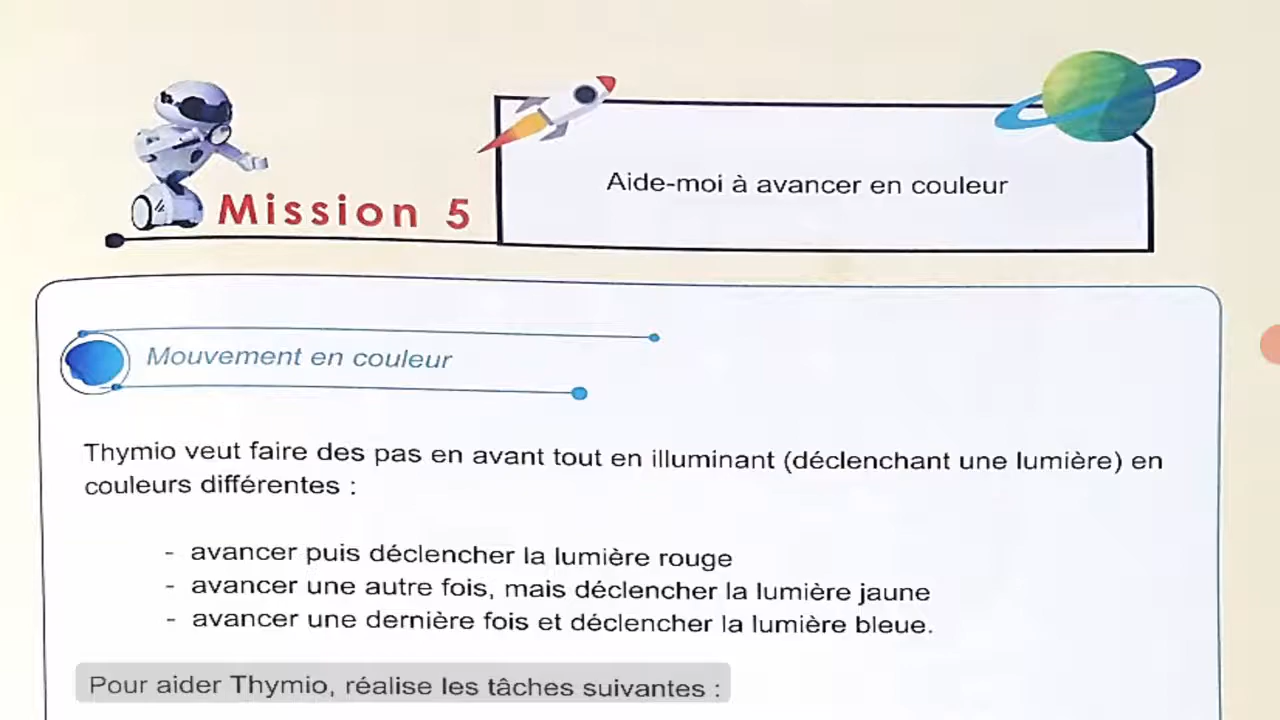 Mission 5
Aide-moi à avancer en couleur
Mouvement en couleur
Thymio veut faire des pas en avant tout en illuminant (déclenchant une lumière) en
couleurs différentes :
- avancer puis déclencher la lumière rouge
- avancer une autre fois, mais déclencher la lumière jaune
- avancer une dernière fois et déclencher la lumière bleue.
Pour aider Thymio, réalise les tâches suivantes :